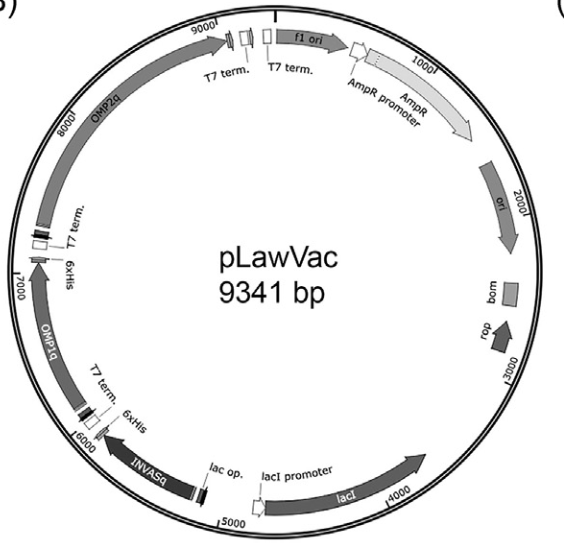 9000
T7 term.
T7 term.
f1 ori
1000
AmpR promoter
AmpR
OMP2q
8000
ori
2000
T7 term.
6xHis
7000
pLawVac
9341 bp
bom
rop
3000
OMP1q
T7 term.
6xHis
6000
INVASq
lac op.
lacI promoter
lacI
4000
5000